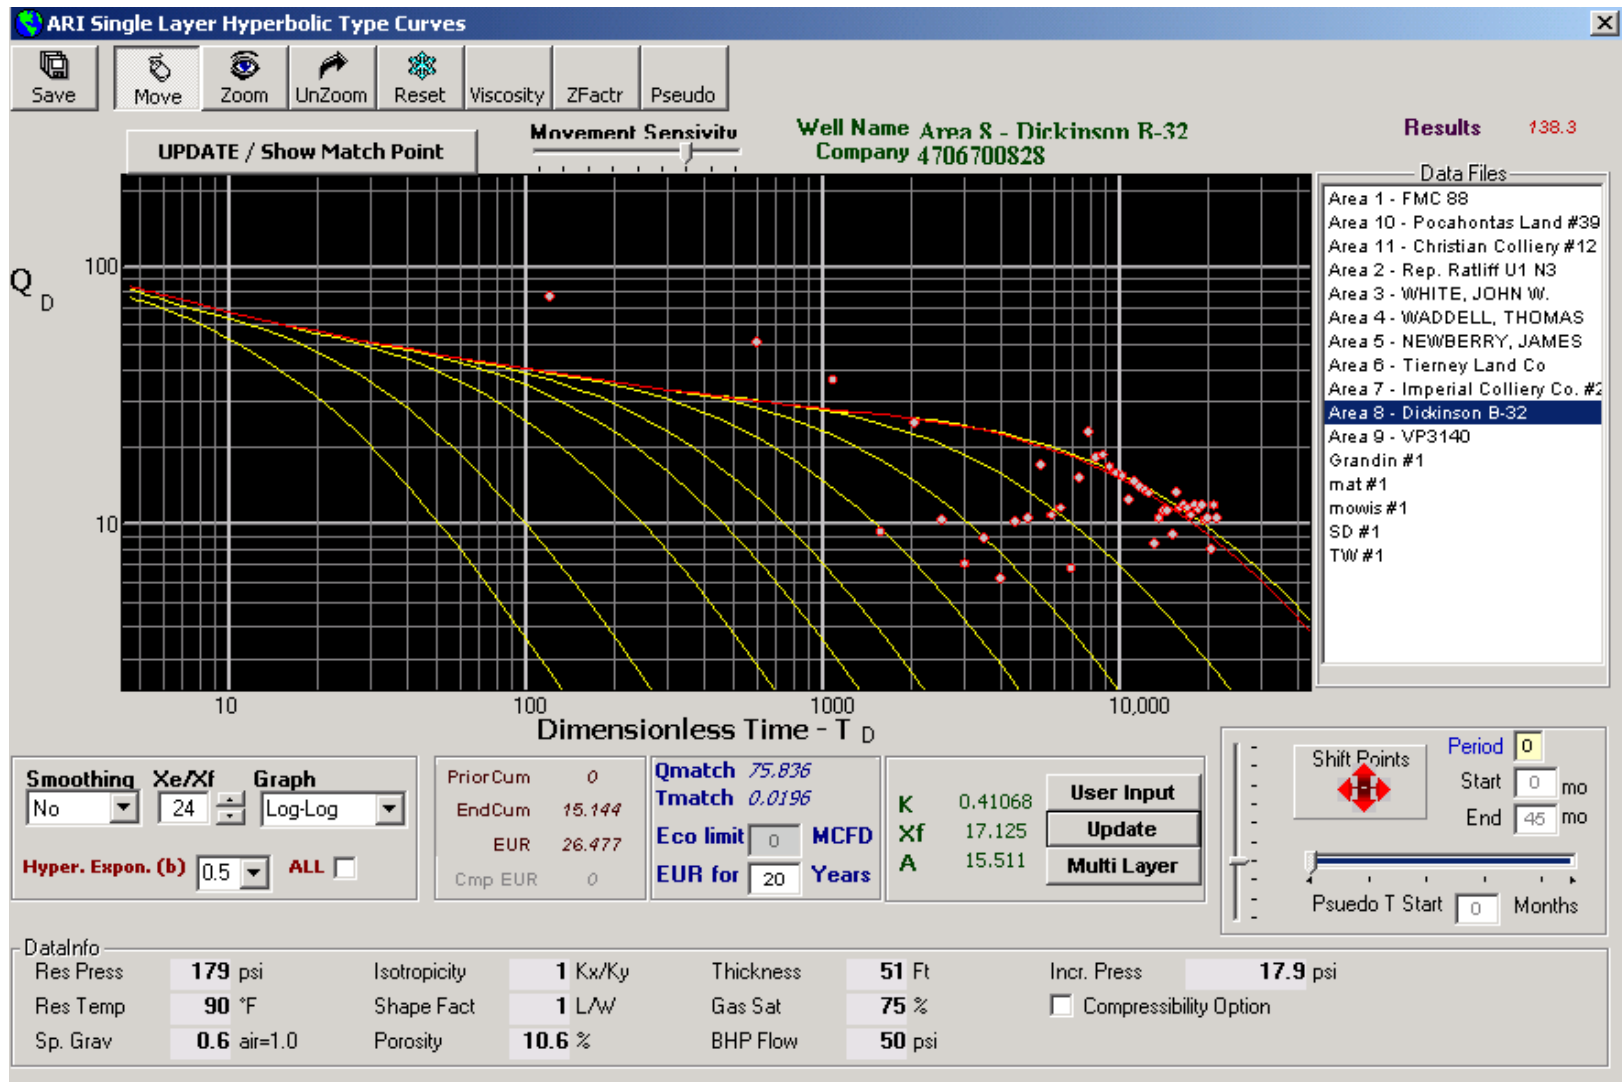 ARI Single Layer Hyperbolic Type Curves
Save Move Zoom UnZoom Reset Viscosity ZFactr Pseudo
UPDATE / Show Match Point
Movement Sensivitu
Well Name Area 8 - Dickinson B-32
Company 4706700828
Results 138.3
Data Files
Area 1 - FMC 88
Area 10 - Pocahontas Land #39
Area 11 - Christian Colliery #12
Area 2 - Rep. Ratliff U1 N3
Area 3 - WHITE, JOHN W.
Area 4 - WADDELL, THOMAS
Area 5 - NEWBERRY, JAMES
Area 6 - Tierney Land Co
Area 7 - Imperial Colliery Co. #2
Area 8 - Dickinson B-32
Area 9 - VP3140
Grandin #1
mat #1
mowis #1
SD #1
TW #1
Q D
100
10
10 100 1000 10,000
Dimensionless Time - T D
Smoothing Xe/Xf Graph
No 24 Log-Log
Hyper. Expon. (b) 0.5 ALL
PriorCum 0
EndCum 15.144
EUR 26.477
Cmp EUR 0
Qmatch 75.836
Tmatch 0.0196
Eco limit 0 MCFD
EUR for 20 Years
K 0.41068
Xf 17.125
A 15.511
User Input
Update
Multi Layer
Shift Points
Period 0
Start 0 mo
End 45 mo
Psuedo T Start 0 Months
DataInfo
Res Press 179 psi Isotropicity 1 Kx/Ky Thickness 51 Ft Incr. Press 17.9 psi
Res Temp 90 °F Shape Fact 1 L/W Gas Sat 75 % Compressibility Option
Sp. Grav 0.6 air=1.0 Porosity 10.6 % BHP Flow 50 psi